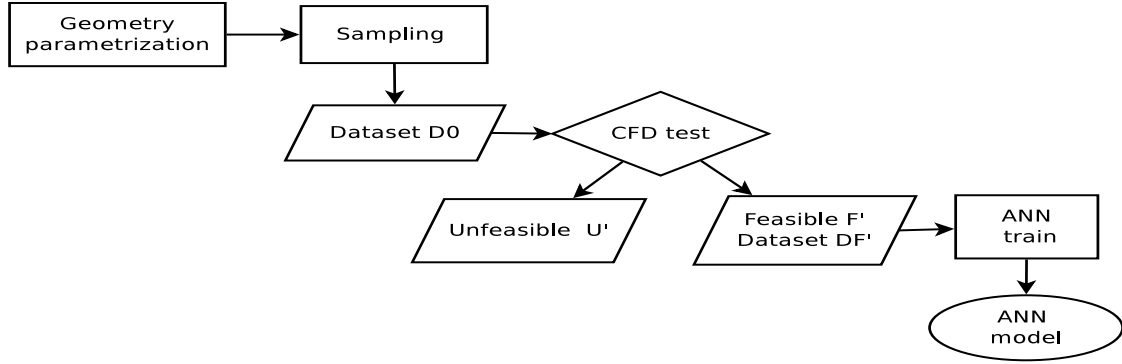 Geometry
parametrization
Sampling
Dataset D0
CFD test
Unfeasible U'
Feasible F'
Dataset DF'
ANN
train
ANN
model